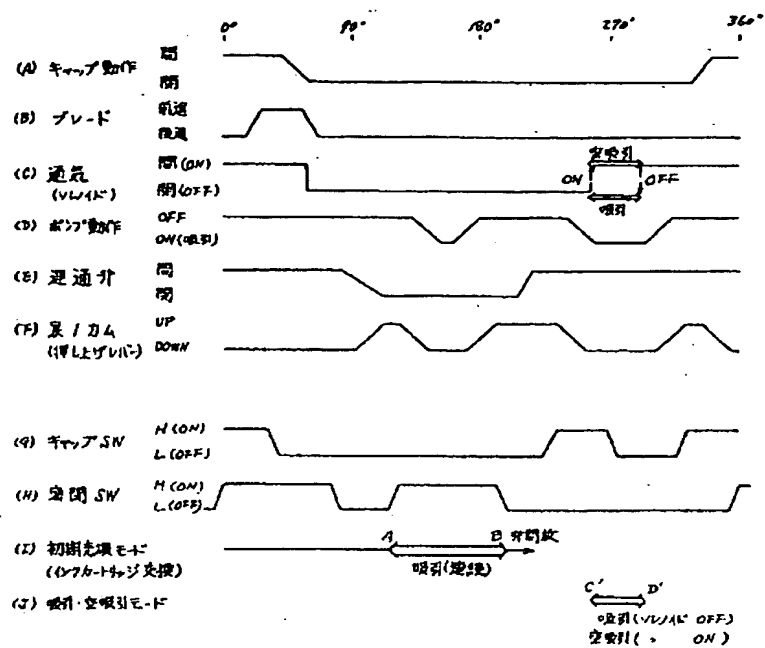 0° 90° 180° 270° 360°
(A) キャップ動作 開
閉
(B) ブレード 前進
後退
(C) 通気 開(ON)
(ソレノイド) 閉(OFF)
空吸引
ON OFF
吸引
(D) ポンプ動作 OFF
ON(吸引)
(E) 連通弁 開
閉
(F) 第1カム UP
(押し上げレバー) DOWN
(G) キャップSW H(ON)
L(OFF)
(H) SW H(ON)
L(OFF)
(I) 初期充填モード A B 弁開放
(インクカートリッジ交換) 吸引(連続)
(J) 吸引・空吸引モード C' D'
吸引(ソレノイド OFF)
空吸引( 〃 ON)